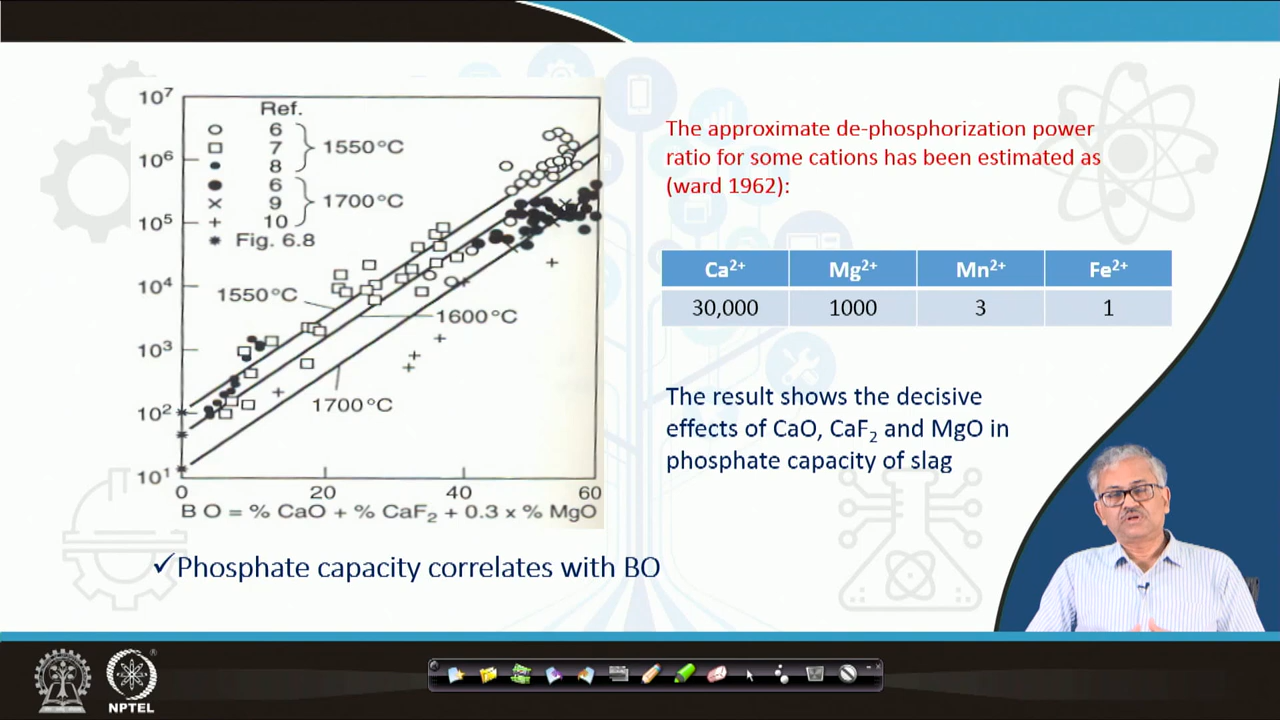 10⁷
10⁶
10⁵
10⁴
10³
10²
10¹
Ref.
6
7
8
1550°C
6
9
10
1700°C
Fig. 6.8
1550°C
1600°C
1700°C
0 20 40 60
B O = % CaO + % CaF₂ + 0.3 x % MgO
✓Phosphate capacity correlates with BO
The approximate de-phosphorization power
ratio for some cations has been estimated as
(ward 1962):
Ca²⁺ Mg²⁺ Mn²⁺ Fe²⁺
30,000 1000 3 1
The result shows the decisive
effects of CaO, CaF₂ and MgO in
phosphate capacity of slag
NPTEL